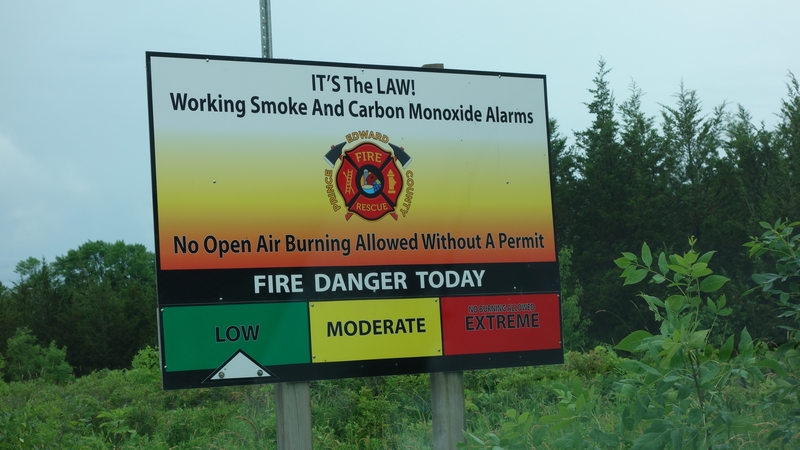 IT'S The LAW!
Working Smoke And Carbon Monoxide Alarms
PRINCE EDWARD COUNTY
FIRE
RESCUE
No Open Air Burning Allowed Without A Permit
FIRE DANGER TODAY
LOW
MODERATE
NO BURNING ALLOWED
EXTREME